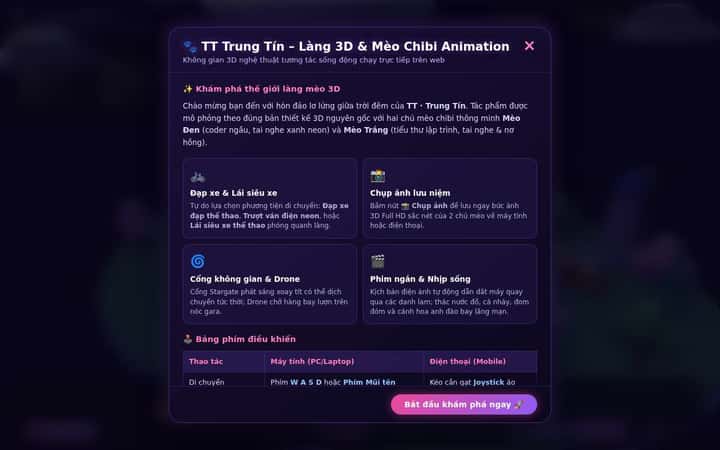 🐾 TT Trung Tín – Làng 3D & Mèo Chibi Animation
✕
Không gian 3D nghệ thuật tương tác sống động chạy trực tiếp trên web
✨ Khám phá thế giới làng mèo 3D
Chào mừng bạn đến với hòn đảo lơ lửng giữa trời đêm của TT · Trung Tín. Tác phẩm được
mô phỏng theo đúng bản thiết kế 3D nguyên gốc với hai chú mèo chibi thông minh Mèo
Đen (coder ngầu, tai nghe xanh neon) và Mèo Trắng (tiểu thư lập trình, tai nghe & nơ
hồng).
🚲
Đạp xe & Lái siêu xe
Tự do lựa chọn phương tiện di chuyển: Đạp xe
đạp thể thao, Trượt ván điện neon, hoặc
Lái siêu xe thể thao phóng quanh làng.
📸
Chụp ảnh lưu niệm
Bấm nút 📸 Chụp ảnh để lưu ngay bức ảnh
3D Full HD sắc nét của 2 chú mèo về máy tính
hoặc điện thoại.
🌀
Cổng không gian & Drone
Cổng Stargate phát sáng xoay tít có thể dịch
chuyển tức thời; Drone chở hàng bay lượn trên
nóc gara.
🎬
Phim ngắn & Nhịp sống
Kịch bản điện ảnh tự động dẫn dắt máy quay
qua các danh lam: thác nước đổ, cá nhảy, đom
đóm và cánh hoa anh đào bay lãng mạn.
🕹️ Bảng phím điều khiển
Thao tác Máy tính (PC/Laptop) Điện thoại (Mobile)
Di chuyển Phím W A S D hoặc Phím Mũi tên Kéo cần gạt Joystick ảo
Bắt đầu khám phá ngay 🚀